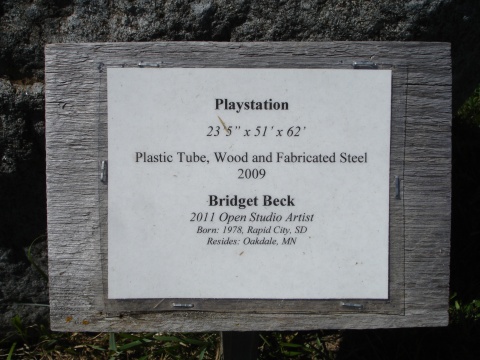 Playstation
23'5" x 51' x 62'
Plastic Tube, Wood and Fabricated Steel
2009
Bridget Beck
2011 Open Studio Artist
Born: 1978, Rapid City, SD
Resides: Oakdale, MN